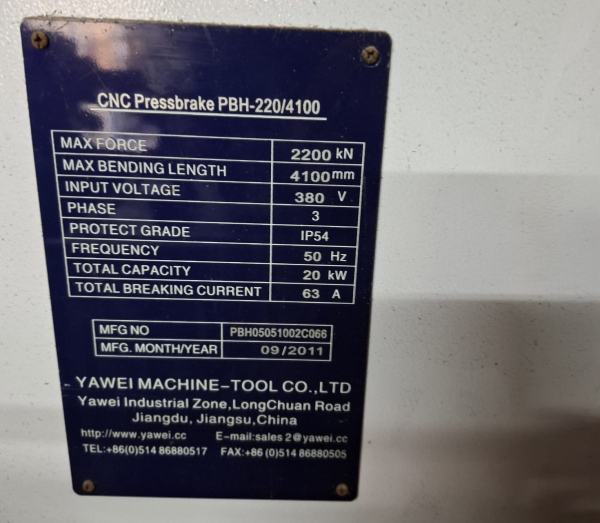 CNC Pressbrake PBH-220/4100
MAX FORCE 2200 kN
MAX BENDING LENGTH 4100 mm
INPUT VOLTAGE 380 V
PHASE 3
PROTECT GRADE IP54
FREQUENCY 50 Hz
TOTAL CAPACITY 20 kW
TOTAL BREAKING CURRENT 63 A
MFG NO PBH05051002C066
MFG. MONTH/YEAR 09/2011
YAWEI MACHINE-TOOL CO.,LTD
Yawei Industrial Zone,LongChuan Road
Jiangdu, Jiangsu,China
http://www.yawei.cc E-mail:sales2@yawei.cc
TEL:+86(0)514 86880517 FAX:+86(0)514 86880505